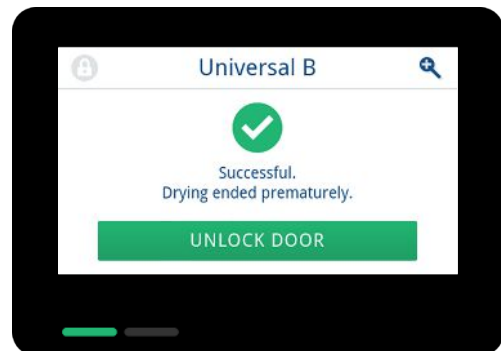 Universal B
Successful.
Drying ended prematurely.
UNLOCK DOOR